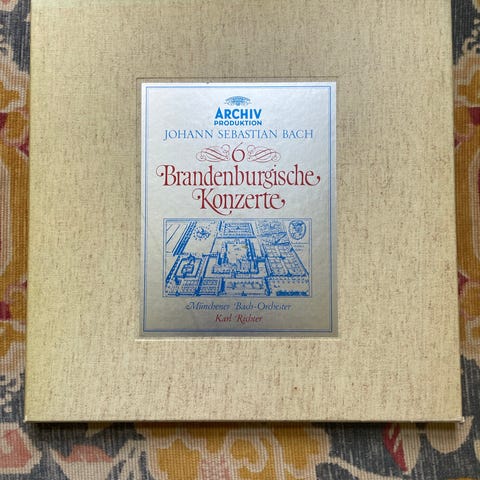 ARCHIV
PRODUKTION
JOHANN SEBASTIAN BACH
6
Brandenburgische
Konzerte
Münchener Bach-Orchester
Karl Richter